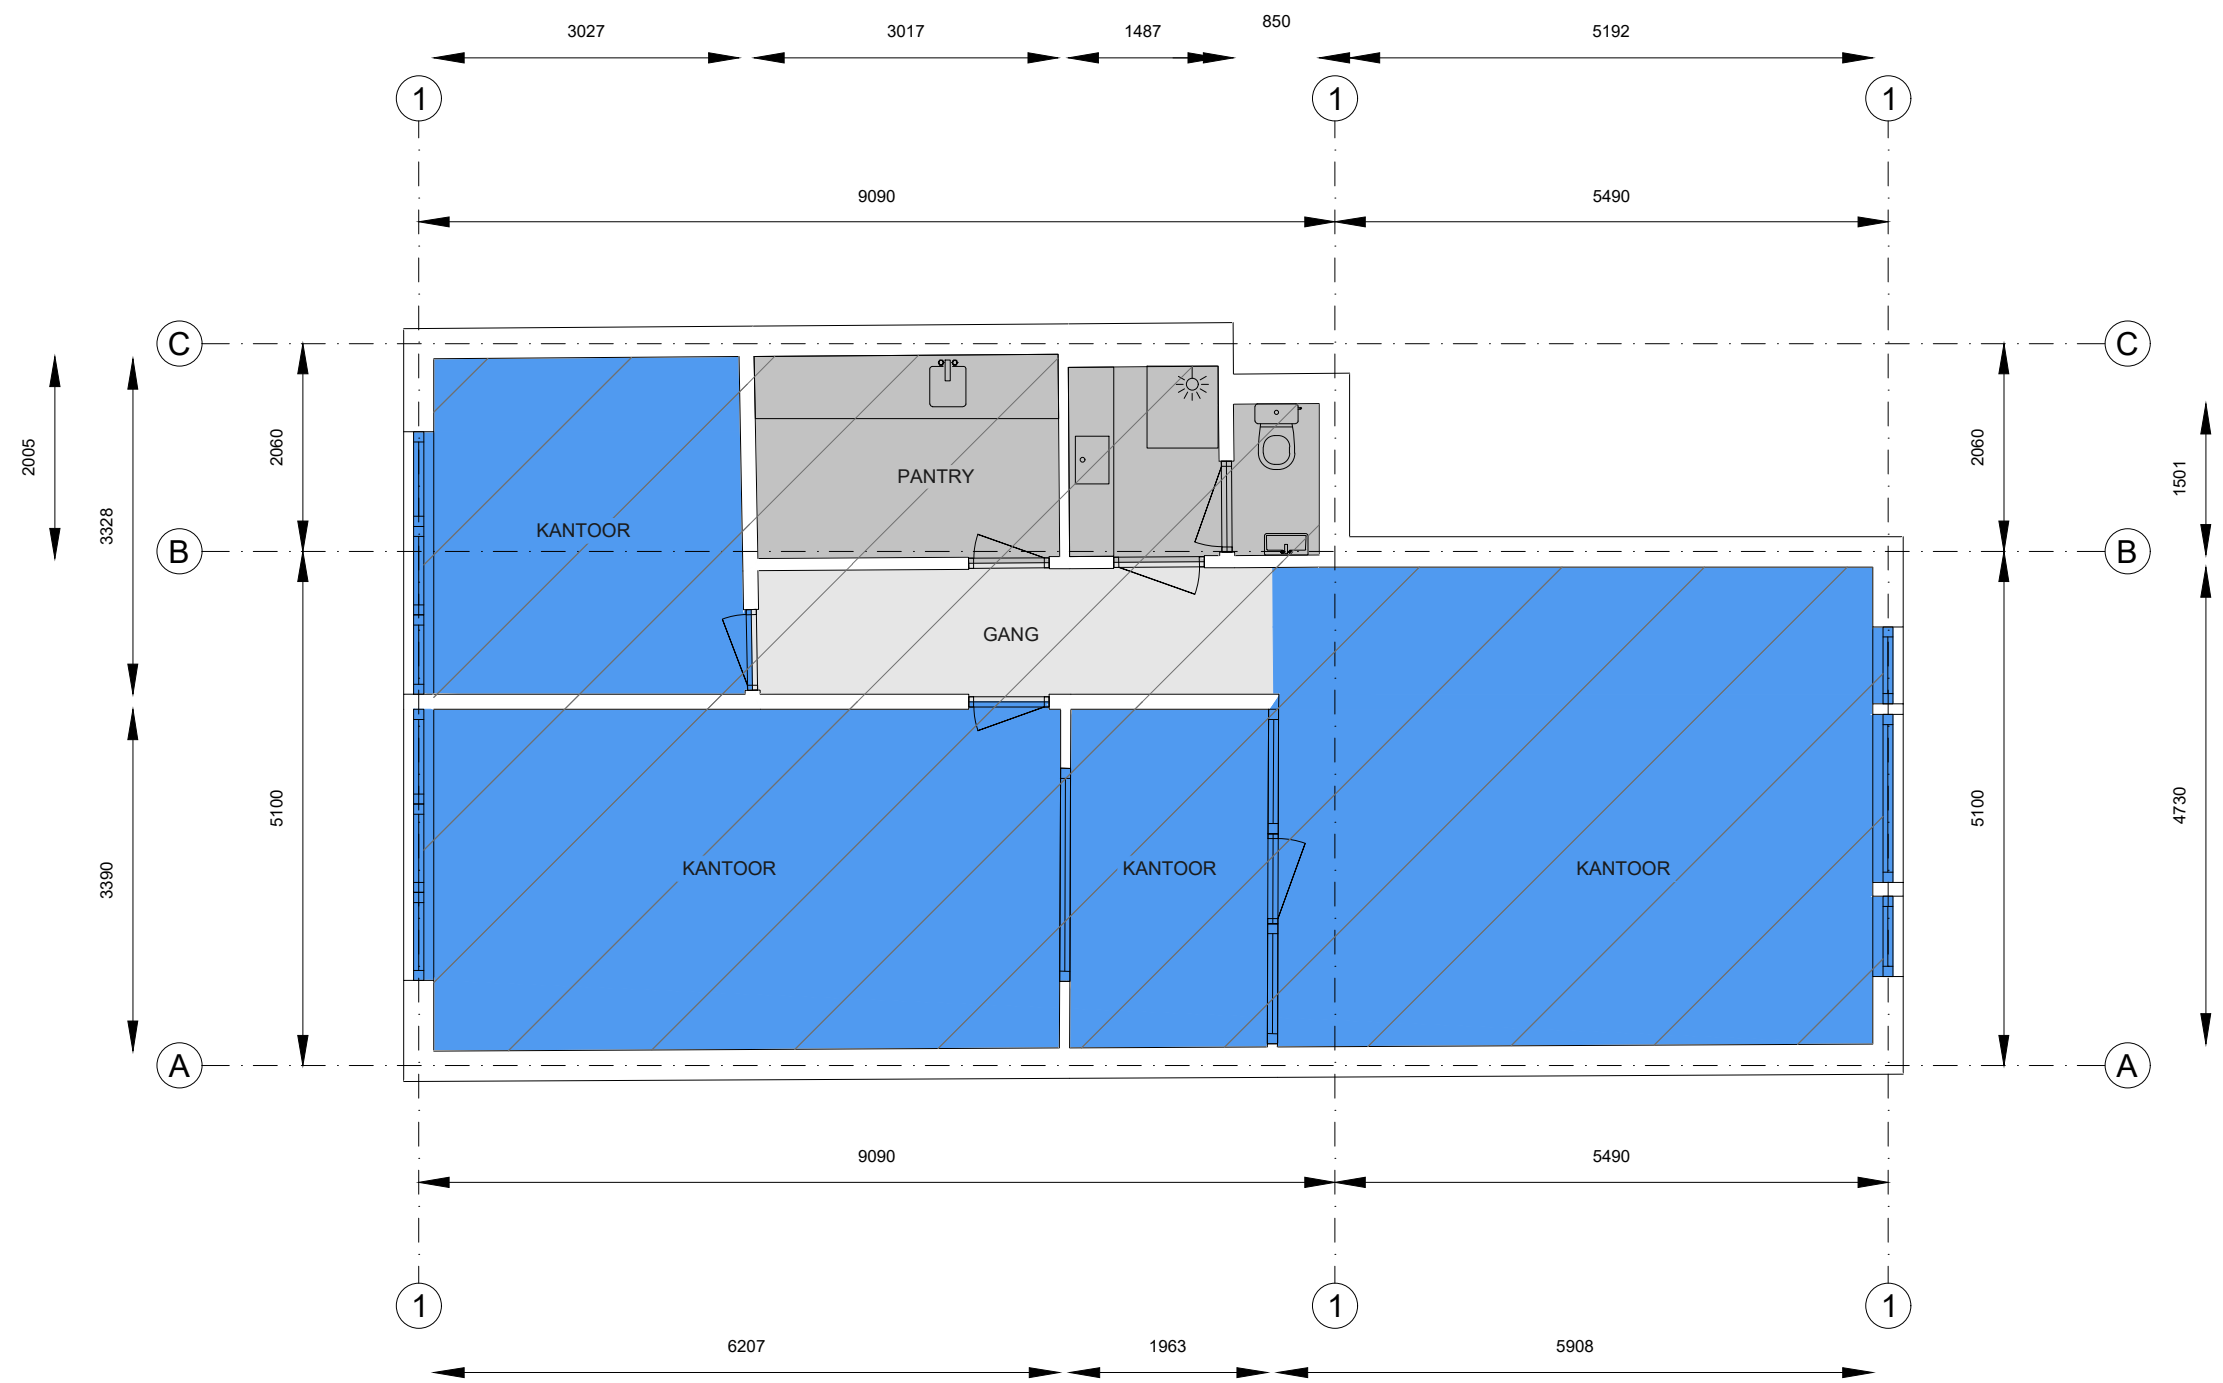 850
3027 3017 1487 5192
1 1 1
9090 5490
C C
2005 3328 2060 2060 1501
PANTRY
KANTOOR
B B
GANG
3390 5100 5100 4730
KANTOOR KANTOOR KANTOOR
A A
9090 5490
1 1 1
6207 1963 5908